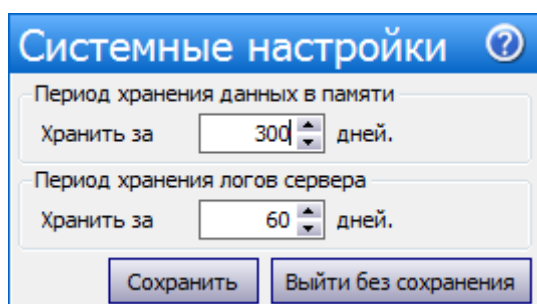 Системные настройки ?
Период хранения данных в памяти
Хранить за 300 дней.
Период хранения логов сервера
Хранить за 60 дней.
Сохранить Выйти без сохранения